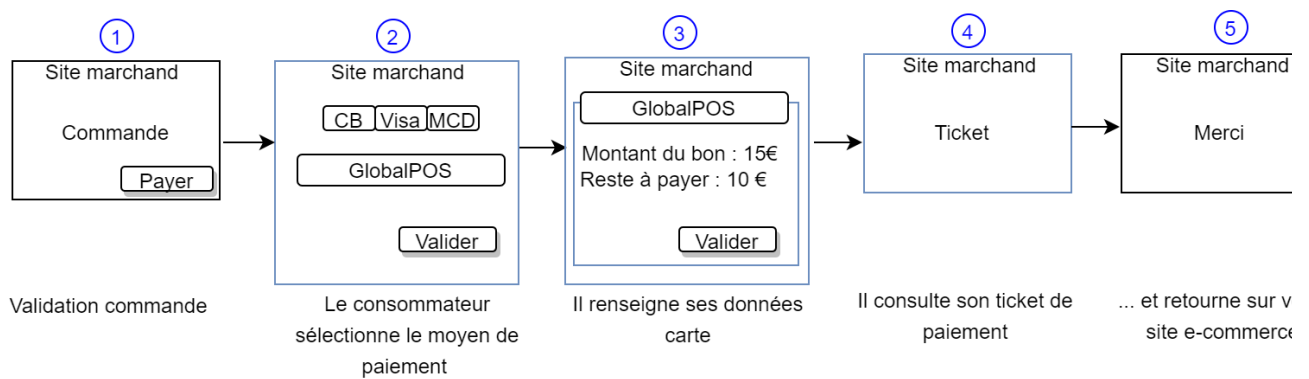 1
Site marchand
Commande
Payer
Validation commande
2
Site marchand
CB Visa MCD
GlobalPOS
Valider
Le consommateur
sélectionne le moyen de
paiement
3
Site marchand
GlobalPOS
Montant du bon : 15€
Reste à payer : 10 €
Valider
Il renseigne ses données
carte
4
Site marchand
Ticket
Il consulte son ticket de
paiement
5
Site marchand
Merci
... et retourne sur
site e-commerce